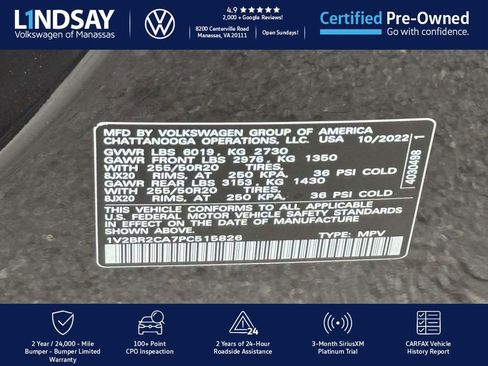 L1NDSAY
Volkswagen of Manassas
4.9 ★★★★★
2,000 + Google Reviews!
8200 Centerville Road
Manassas, VA 20111
Open Sundays!
Certified Pre-Owned
Go with confidence.
MFD BY VOLKSWAGEN GROUP OF AMERICA
CHATTANOOGA OPERATIONS, LLC. USA 10/2022
GVWR LBS 6019, KG 2730
GAWR FRONT LBS 2976, KG 1350
WITH 255/50R20 TIRES,
8JX20 RIMS, AT 250 KPA, 36 PSI COLD
GAWR REAR LBS 3153, KG 1430
WITH 255/50R20 TIRES,
8JX20 RIMS, AT 250 KPA, 36 PSI COLD
THIS VEHICLE CONFORMS TO ALL APPLICABLE
U.S. FEDERAL MOTOR VEHICLE SAFETY STANDARDS
IN EFFECT ON THE DATE OF MANUFACTURE
SHOWN ABOVE.
1V2BR2CA7PC515826 TYPE: MPV
4030498 1
2 Year / 24,000 - Mile
Bumper - Bumper Limited
Warranty
100+ Point
CPO Inspeaction
24
2 Years of 24-Hour
Roadside Assistance
3-Month SiriusXM
Platinum Trial
CARFAX Vehicle
History Report